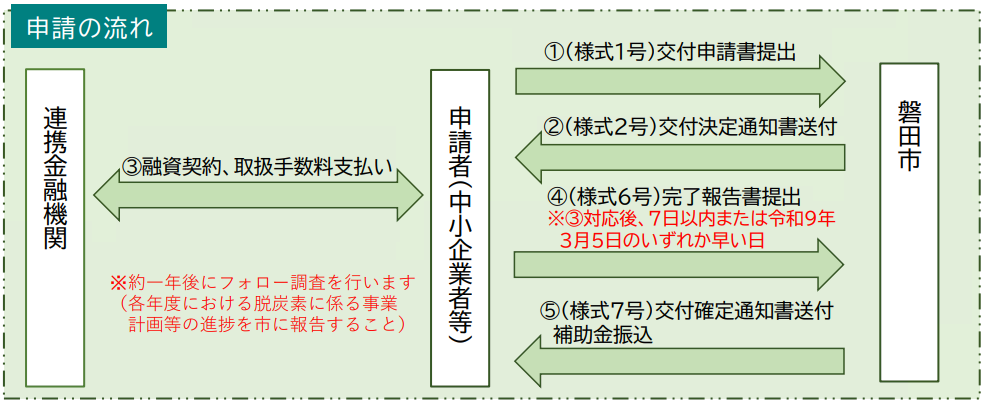 申請の流れ
連携金融機関
③融資契約、取扱手数料支払い
※約一年後にフォロー調査を行います
（各年度における脱炭素に係る事業
計画等の進捗を市に報告すること）
申請者(中小企業者等)
①(様式1号)交付申請書提出
②(様式2号)交付決定通知書送付
④(様式6号)完了報告書提出
※③対応後、7日以内または令和9年
3月5日のいずれか早い日
⑤(様式7号)交付確定通知書送付
補助金振込
磐田市